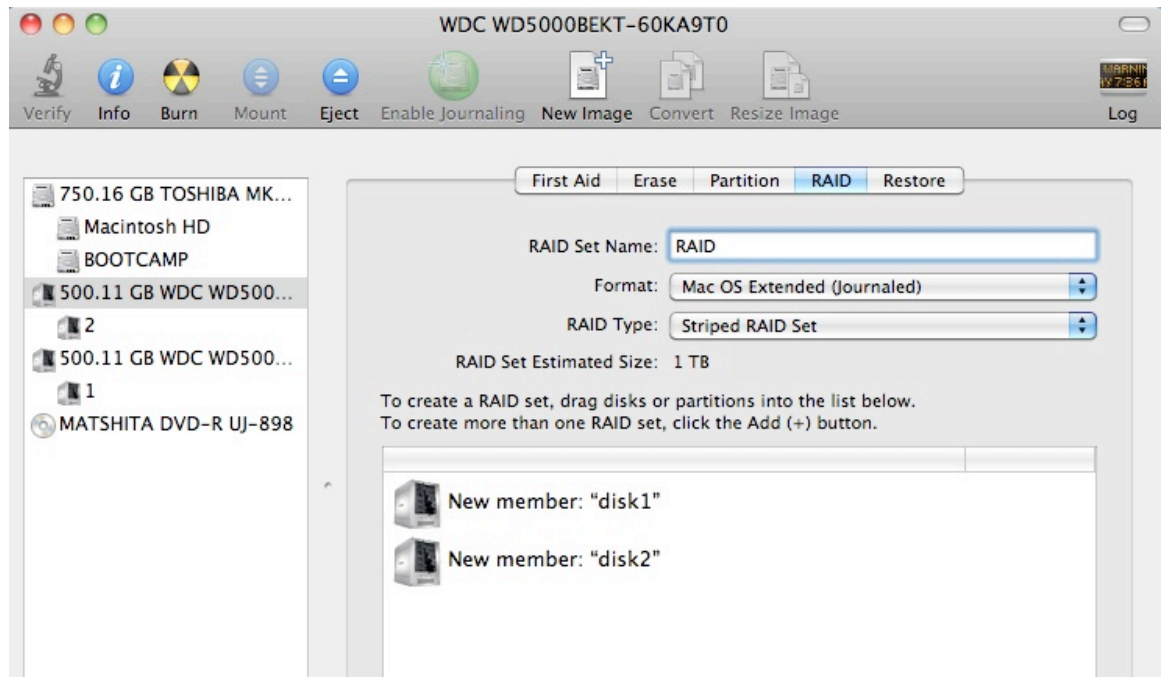 WDC WD5000BEKT-60KA9T0
Verify Info Burn Mount Eject Enable Journaling New Image Convert Resize Image Log
First Aid Erase Partition RAID Restore
750.16 GB TOSHIBA MK...
Macintosh HD
BOOTCAMP
500.11 GB WDC WD500...
2
500.11 GB WDC WD500...
1
MATSHITA DVD-R UJ-898
RAID Set Name: RAID
Format: Mac OS Extended (Journaled)
RAID Type: Striped RAID Set
RAID Set Estimated Size: 1 TB
To create a RAID set, drag disks or partitions into the list below.
To create more than one RAID set, click the Add (+) button.
New member: “disk1”
New member: “disk2”